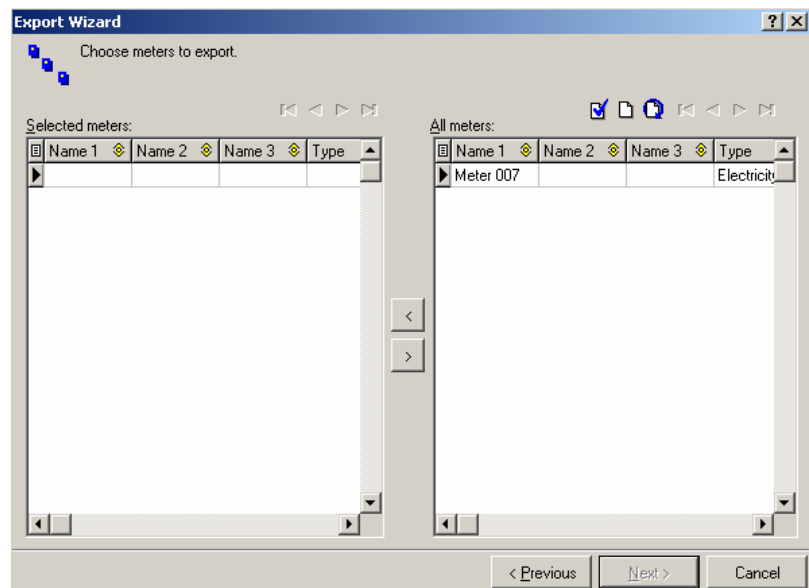 Export Wizard
Choose meters to export.
Selected meters:
Name 1 Name 2 Name 3 Type
All meters:
Name 1 Name 2 Name 3 Type
Meter 007 Electricity
<
>
< Previous Next > Cancel